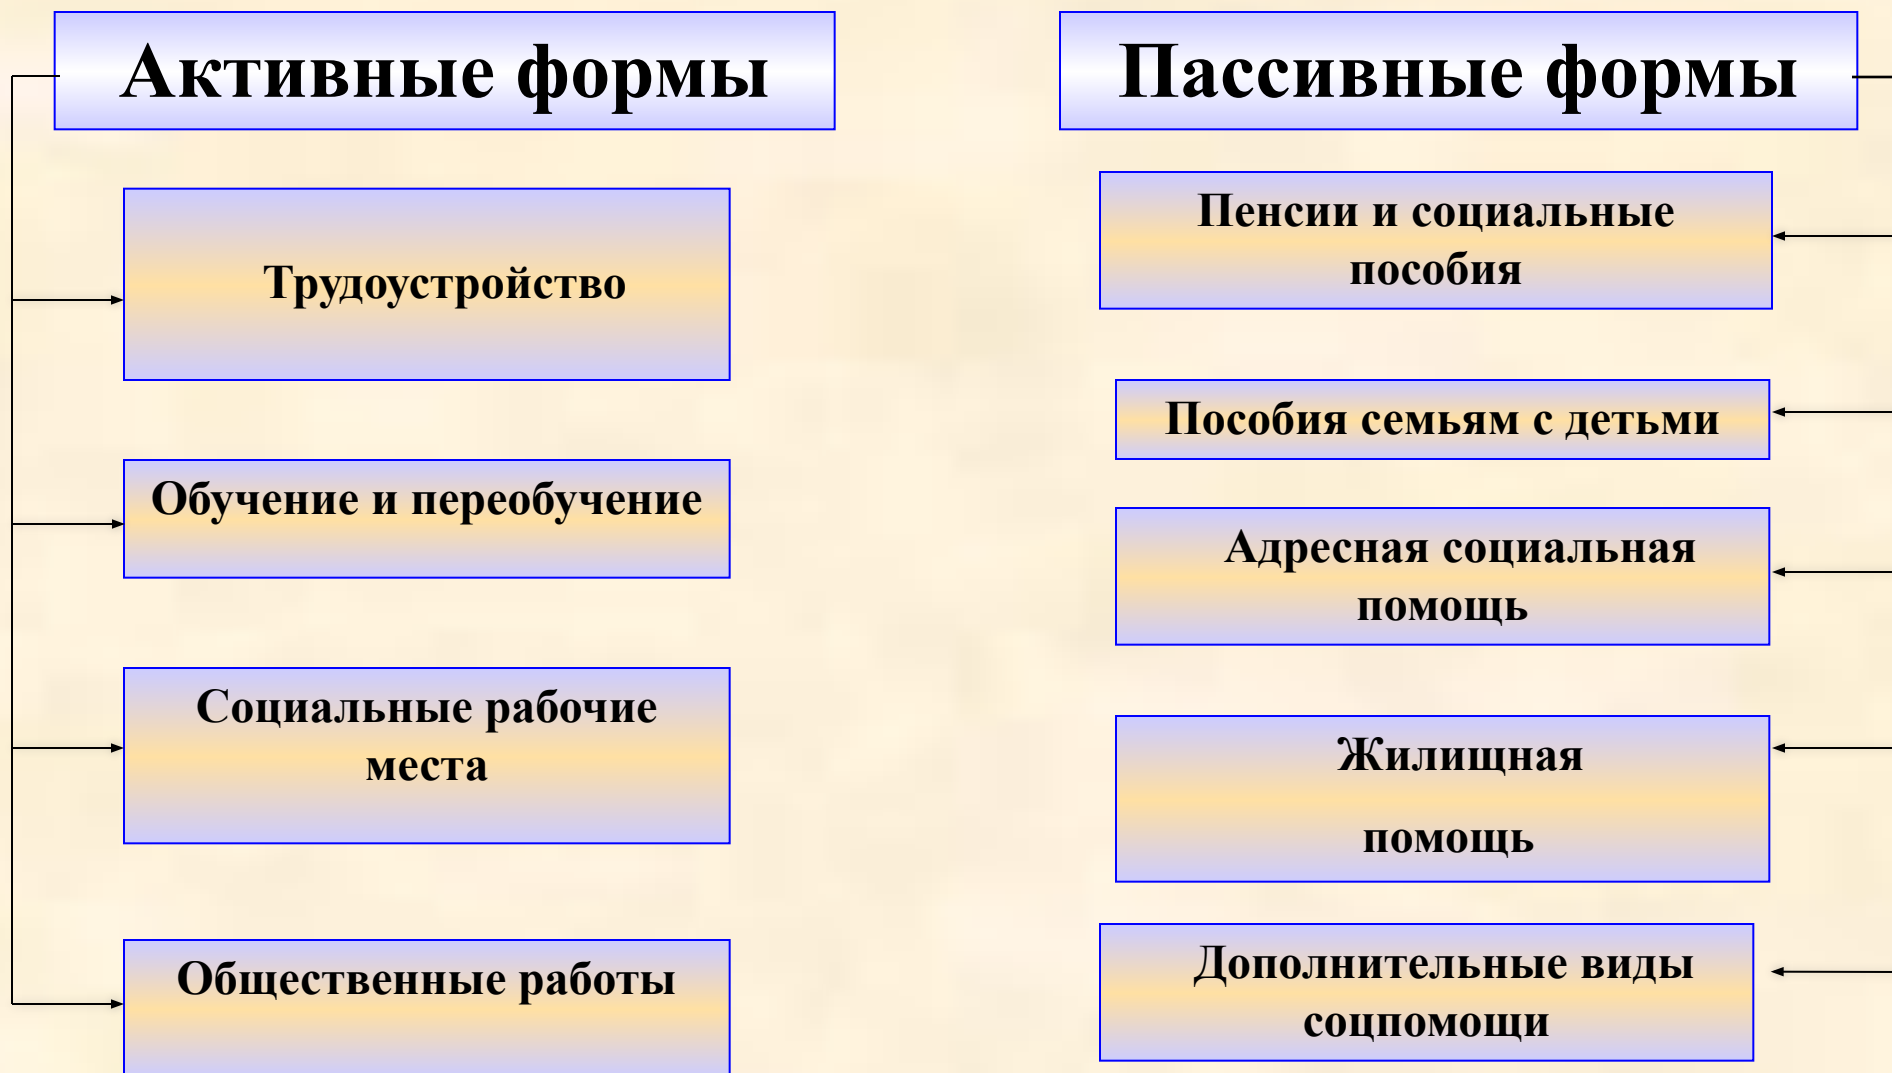 Активные формы
Трудоустройство
Обучение и переобучение
Социальные рабочие
места
Общественные работы
Пассивные формы
Пенсии и социальные
пособия
Пособия семьям с детьми
Адресная социальная
помощь
Жилищная
помощь
Дополнительные виды
соцпомощи